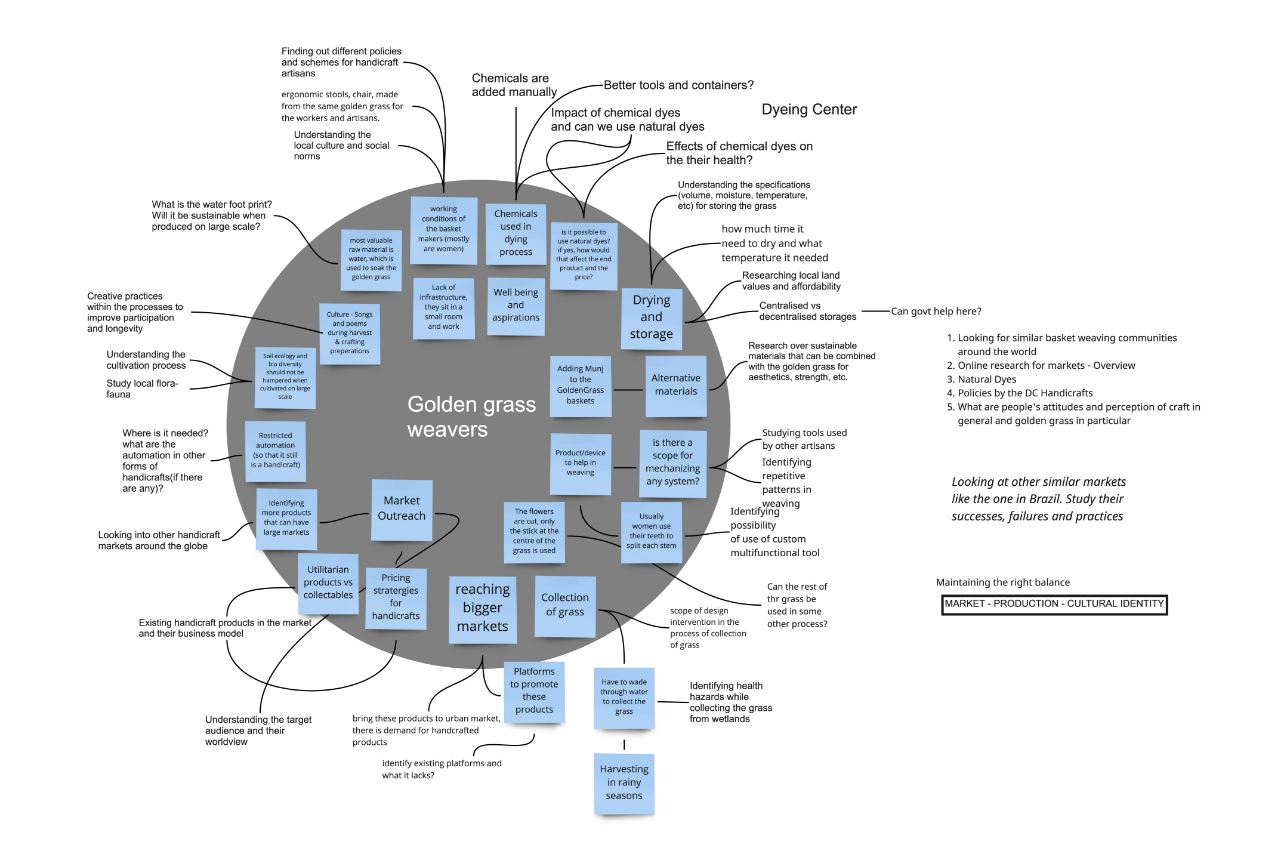 Finding out different policies
and schemes for handicraft
artisans
ergonomic stools, chair, made
from the same golden grass for
the workers and artisans.
Understanding the
local culture and social
norms
Chemicals are
added manually
Better tools and containers?
Impact of chemical dyes
and can we use natural dyes
Dyeing Center
Effects of chemical dyes on
the their health?
Understanding the specifications
(volume, moisture, temperature,
etc) for storing the grass
how much time it
need to dry and what
temperature it needed
Researching local land
values and affordability
Centralised vs
decentralised storages
Can govt help here?
What is the water foot print?
Will it be sustainable when
produced on large scale?
most valuable
raw material is
water, which is
used to soak the
golden grass
working
conditions of
the basket
makers (mostly
are women)
Chemicals
used in
dying
process
is it possible to
use natural dyes?
if yes, how would
that affect the end
product and the
price?
Lack of
infrastructure,
they sit in a
small room
and work
Well being
and
aspirations
Drying
and
storage
Creative practices
within the processes to
improve participation
and longevity
Culture - Songs
and poems
during harvest
& crafting
preperations
Understanding the
cultivation process
Study local flora-
fauna
Soil ecology and
bio diversity
should not be
hampered when
cultivated on large
scale
Golden grass
weavers
Adding Munj
to the
GoldenGrass
baskets
Alternative
materials
Research over sustainable
materials that can be combined
with the golden grass for
aesthetics, strength, etc.
1. Looking for similar basket weaving communities
around the world
2. Online research for markets - Overview
3. Natural Dyes
4. Policies by the DC Handicrafts
5. What are people's attitudes and perception of craft in
general and golden grass in particular
Where is it needed?
what are the
automation in other
forms of
handicrafts(if there
are any)?
Restricted
automation
(so that it still
is a handicraft)
Product/device
to help in
weaving
is there a
scope for
mechanizing
any system?
Studying tools used
by other artisans
Identifying
repetitive
patterns in
weaving
Looking at other similar markets
like the one in Brazil. Study their
successes, failures and practices
Looking into other handicraft
markets around the globe
Identifying
more products
that can have
large markets
Market
Outreach
The flowers
are cut, only
the stick at the
centre of the
grass is used
Usually
women use
their teeth to
split each stem
Identifying
possibility
of use of custom
multifunctional tool
Utilitarian
products vs
collectables
Pricing
stratergies
for
handicrafts
reaching
bigger
markets
Collection
of grass
scope of design
intervention in the
process of collection
of grass
Can the rest of
thr grass be
used in some
other process?
Maintaining the right balance
MARKET - PRODUCTION - CULTURAL IDENTITY
Existing handicraft products in the market
and their business model
Understanding the target
audience and their
worldview
bring these products to urban market,
there is demand for handcrafted
products
Platforms
to promote
these
products
identify existing platforms and
what it lacks?
Have to wade
through water
to collect the
grass
Identifying health
hazards while
collecting the grass
from wetlands
Harvesting
in rainy
seasons